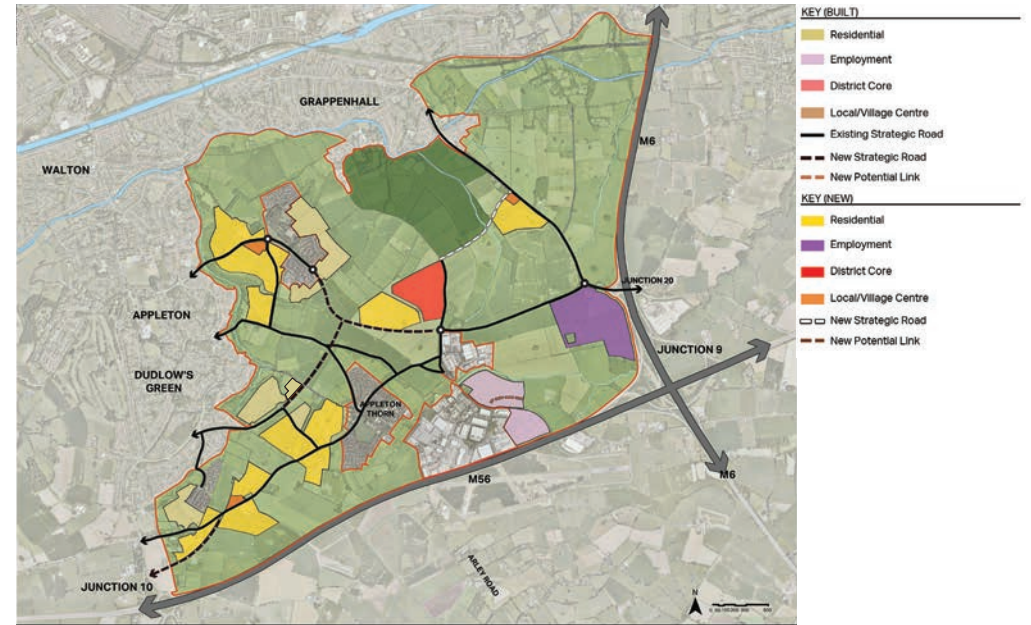 KEY (BUILT)
Residential
Employment
District Core
Local/Village Centre
Existing Strategic Road
New Strategic Road
New Potential Link
KEY (NEW)
Residential
Employment
District Core
Local/Village Centre
New Strategic Road
New Potential Link
GRAPPENHALL
M6
WALTON
JUNCTION 20
APPLETON
JUNCTION 9
DUDLOW'S
GREEN
APPLETON
THORN
M6
M56
ARLEY ROAD
JUNCTION 10
N